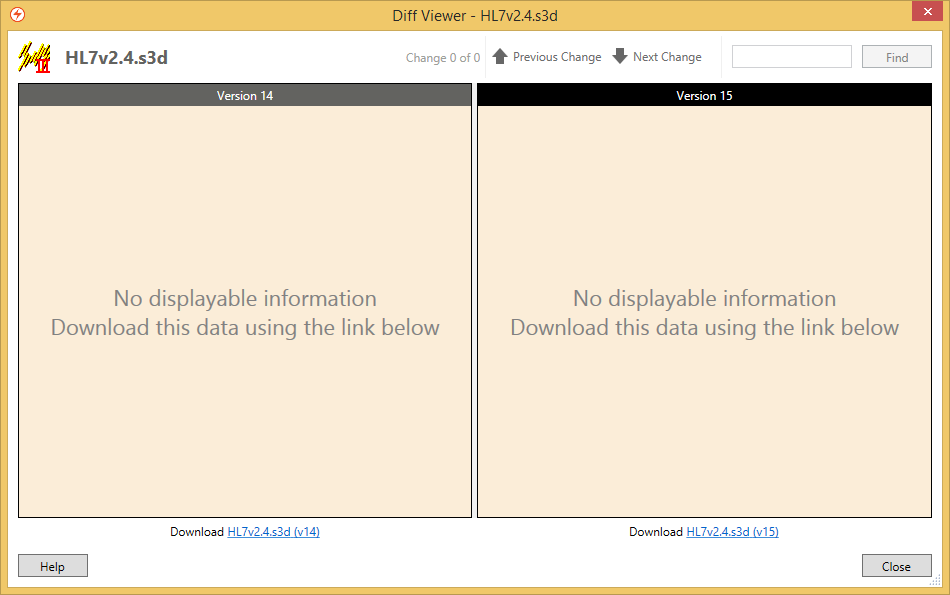 Diff Viewer - HL7v2.4.s3d
HL7v2.4.s3d
Change 0 of 0
Previous Change
Next Change
Find
Version 14
Version 15
No displayable information
Download this data using the link below
No displayable information
Download this data using the link below
Download HL7v2.4.s3d (v14)
Download HL7v2.4.s3d (v15)
Help
Close